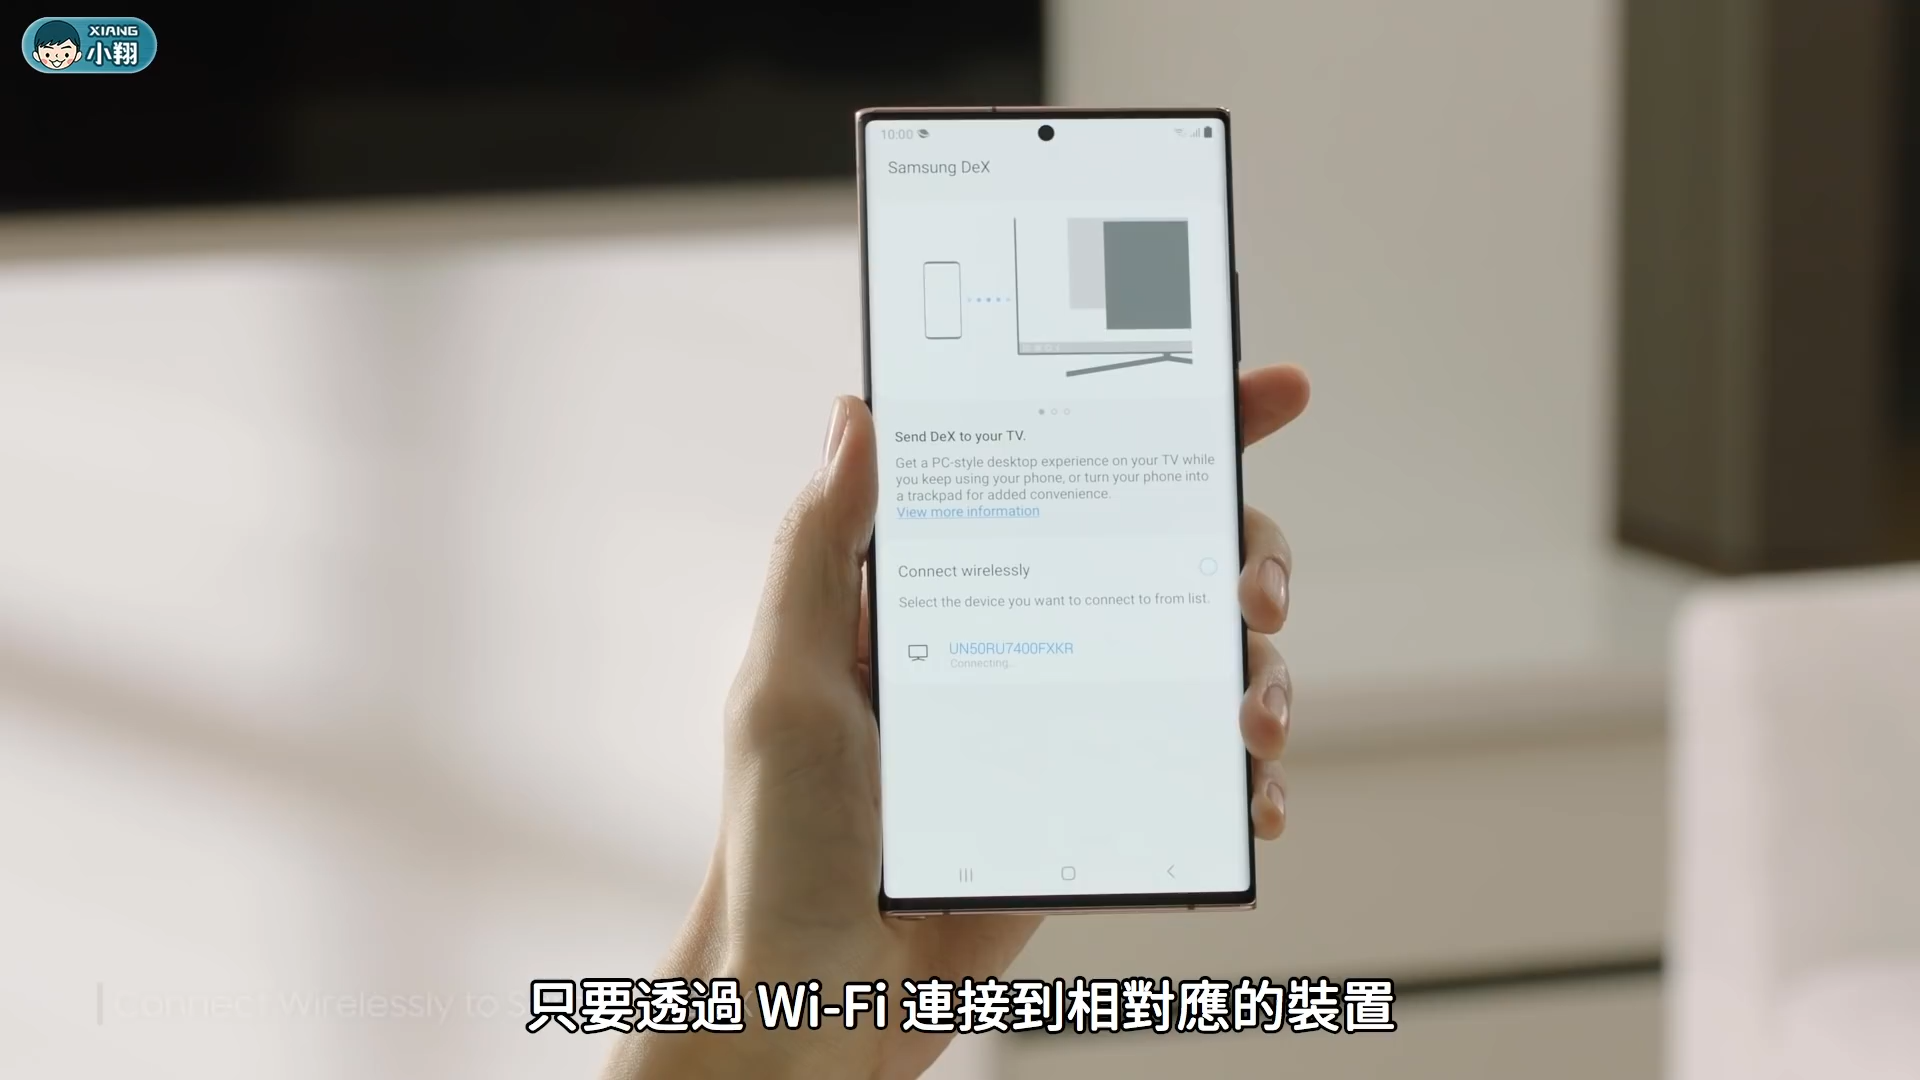 XIANG
小翔
10:00
Samsung DeX
Send DeX to your TV.
Get a PC-style desktop experience on your TV while
you keep using your phone, or turn your phone into
a trackpad for added convenience.
View more information
Connect wirelessly
Select the device you want to connect to from list.
UN50RU7400FXKR
Connecting...
Connect Wirelessly to
只要透過 Wi-Fi 連接到相對應的裝置